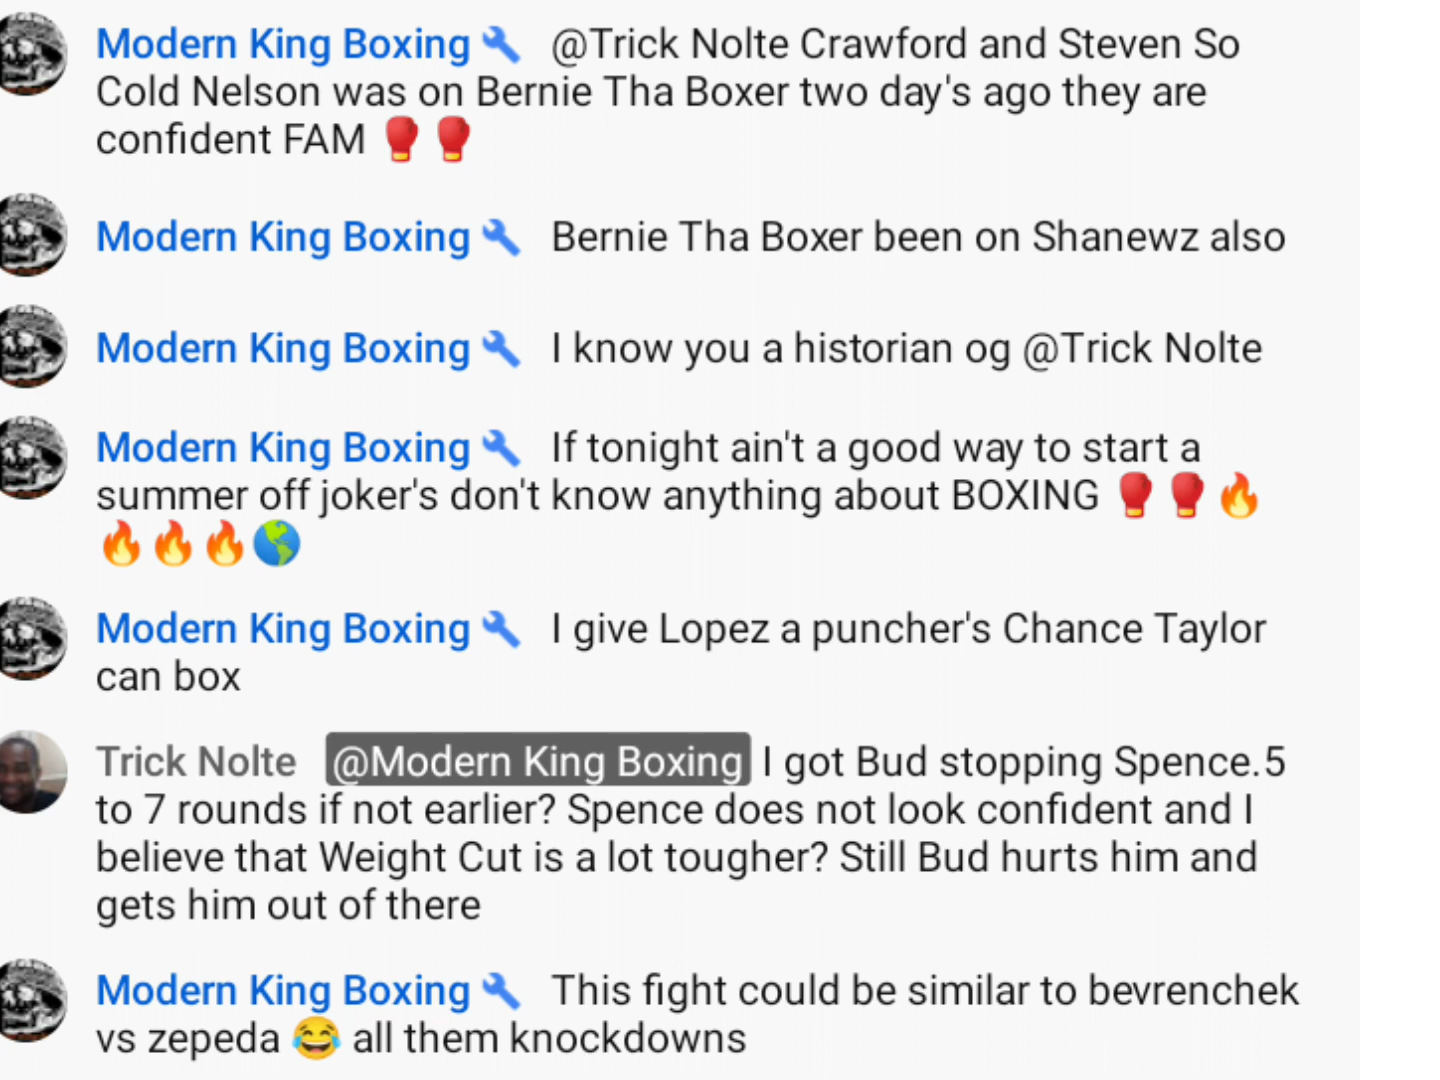 Modern King Boxing @Trick Nolte Crawford and Steven So
Cold Nelson was on Bernie Tha Boxer two day's ago they are
confident FAM 🥊🥊
Modern King Boxing Bernie Tha Boxer been on Shanewz also
Modern King Boxing I know you a historian og @Trick Nolte
Modern King Boxing If tonight ain't a good way to start a
summer off joker's don't know anything about BOXING 🥊🥊🔥
🔥🔥🔥🌎
Modern King Boxing I give Lopez a puncher's Chance Taylor
can box
Trick Nolte @Modern King Boxing I got Bud stopping Spence.5
to 7 rounds if not earlier? Spence does not look confident and I
believe that Weight Cut is a lot tougher? Still Bud hurts him and
gets him out of there
Modern King Boxing This fight could be similar to bevrenchek
vs zepeda 😂 all them knockdowns